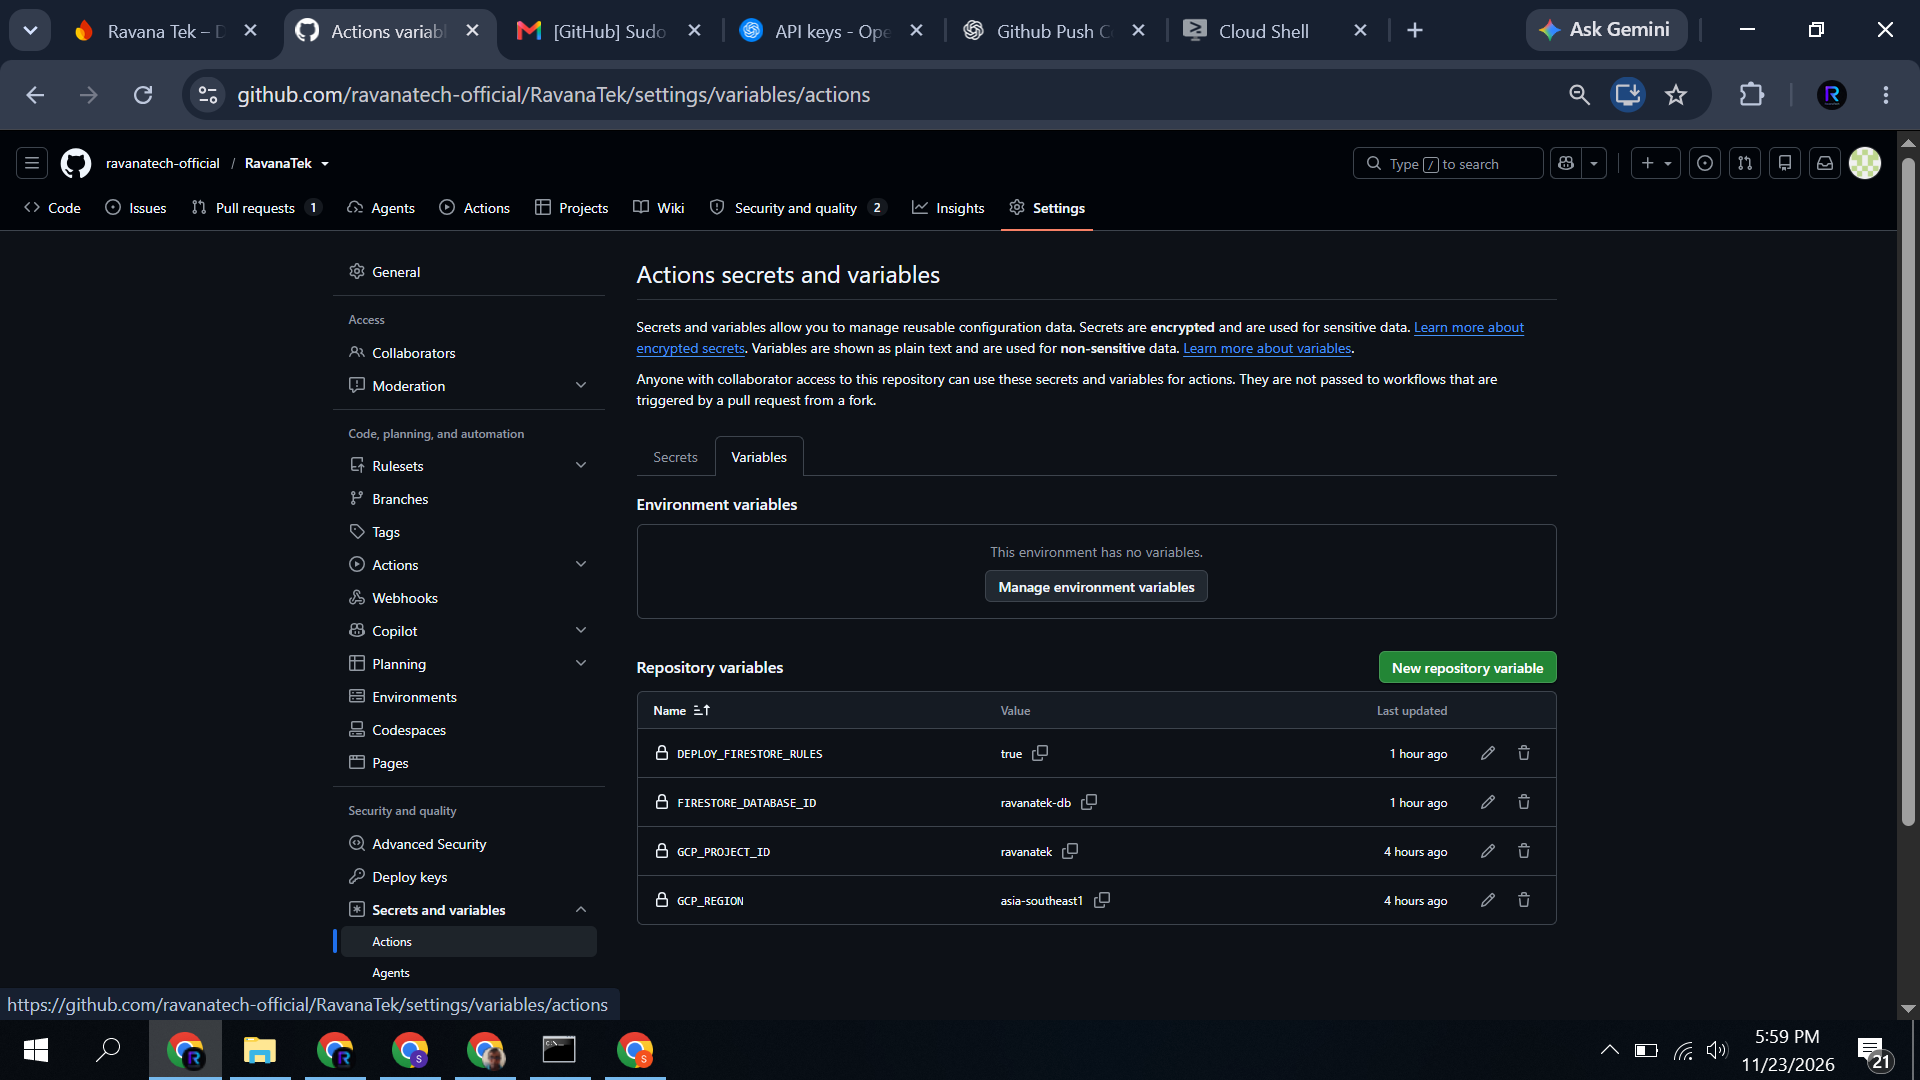 Ravana Tek – D
Actions variabl
[GitHub] Sudo
API keys - Ope
Github Push C
Cloud Shell
Ask Gemini
github.com/ravanatech-official/RavanaTek/settings/variables/actions
ravanatech-official / RavanaTek
Type / to search
Code
Issues
Pull requests 1
Agents
Actions
Projects
Wiki
Security and quality 2
Insights
Settings
General
Access
Collaborators
Moderation
Code, planning, and automation
Rulesets
Branches
Tags
Actions
Webhooks
Copilot
Planning
Environments
Codespaces
Pages
Security and quality
Advanced Security
Deploy keys
Secrets and variables
Actions
Agents
Actions secrets and variables
Secrets and variables allow you to manage reusable configuration data. Secrets are encrypted and are used for sensitive data. Learn more about
encrypted secrets. Variables are shown as plain text and are used for non-sensitive data. Learn more about variables.
Anyone with collaborator access to this repository can use these secrets and variables for actions. They are not passed to workflows that are
triggered by a pull request from a fork.
Secrets
Variables
Environment variables
This environment has no variables.
Manage environment variables
Repository variables
New repository variable
Name Value Last updated
DEPLOY_FIRESTORE_RULES true 1 hour ago
FIRESTORE_DATABASE_ID ravanatek-db 1 hour ago
GCP_PROJECT_ID ravanatek 4 hours ago
GCP_REGION asia-southeast1 4 hours ago
https://github.com/ravanatech-official/RavanaTek/settings/variables/actions
5:59 PM
11/23/2026
21